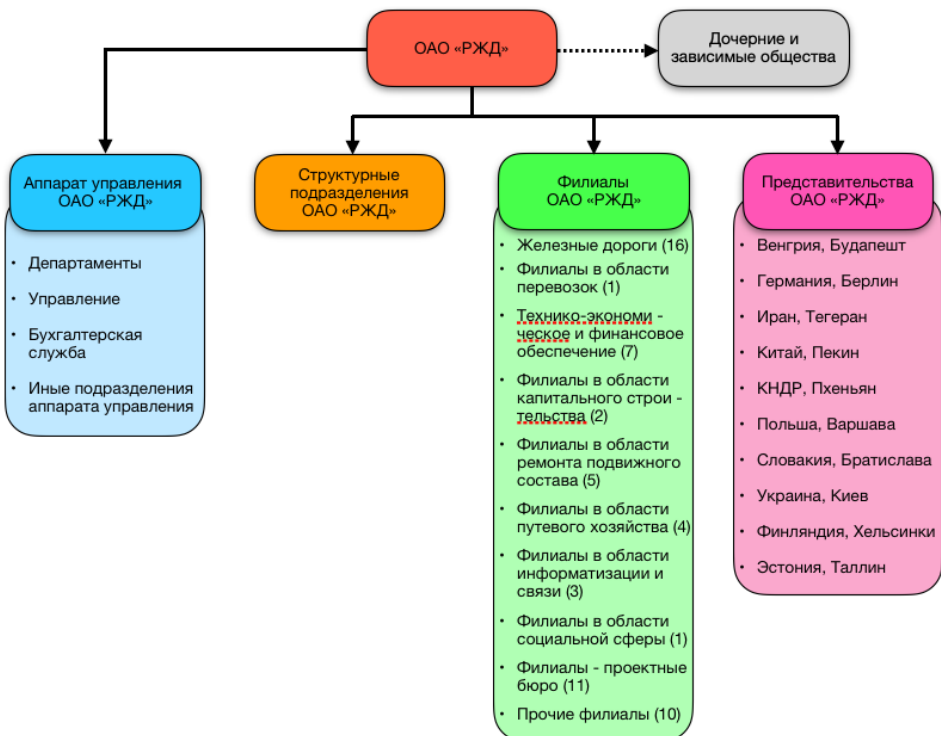 ОАО «РЖД»
Дочерние и
зависимые общества
Аппарат управления
ОАО «РЖД»
• Департаменты
• Управление
• Бухгалтерская
служба
• Иные подразделения
аппарата управления
Структурные
подразделения
ОАО «РЖД»
Филиалы
ОАО «РЖД»
• Железные дороги (16)
• Филиалы в области
перевозок (1)
• Технико-экономи -
ческое и финансовое
обеспечение (7)
• Филиалы в области
капитального строи -
тельства (2)
• Филиалы в области
ремонта подвижного
состава (5)
• Филиалы в области
путевого хозяйства (4)
• Филиалы в области
информатизации и
связи (3)
• Филиалы в области
социальной сферы (1)
• Филиалы - проектные
бюро (11)
• Прочие филиалы (10)
Представительства
ОАО «РЖД»
• Венгрия, Будапешт
• Германия, Берлин
• Иран, Тегеран
• Китай, Пекин
• КНДР, Пхеньян
• Польша, Варшава
• Словакия, Братислава
• Украина, Киев
• Финляндия, Хельсинки
• Эстония, Таллин